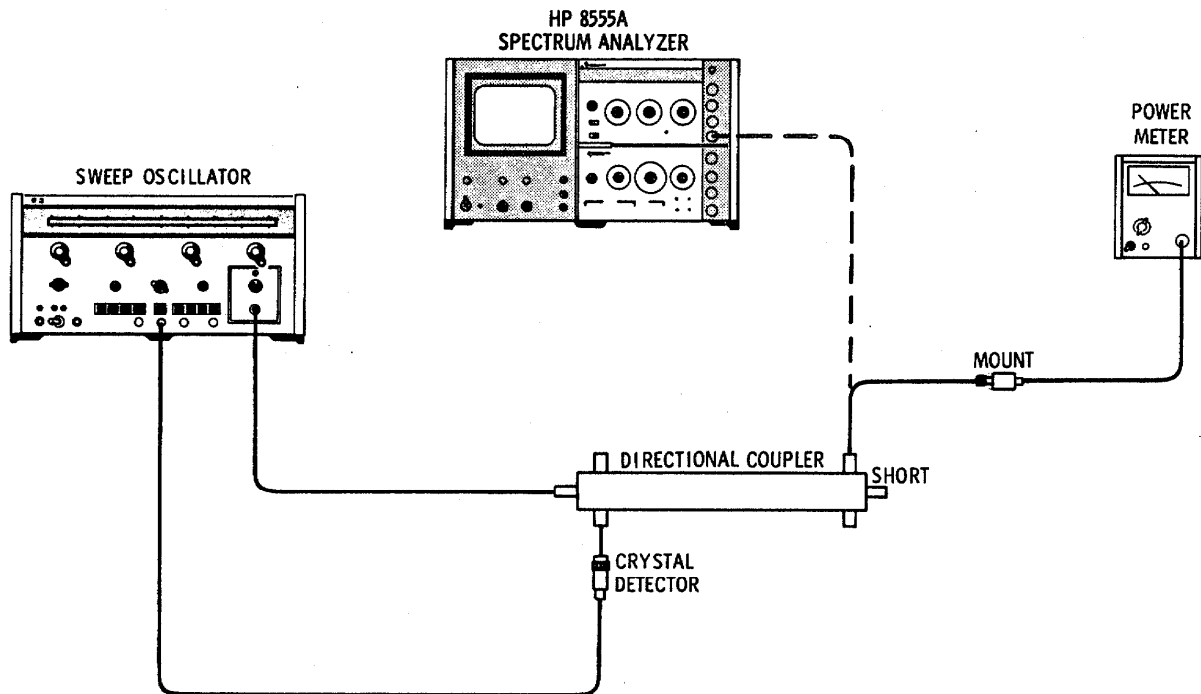 HP 8555A
SPECTRUM ANALYZER
POWER
METER
SWEEP OSCILLATOR
MOUNT
DIRECTIONAL COUPLER
SHORT
CRYSTAL
DETECTOR